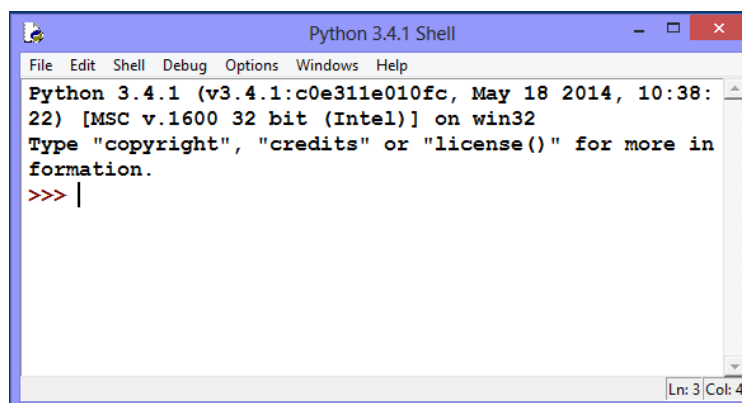 Python 3.4.1 Shell
File Edit Shell Debug Options Windows Help
Python 3.4.1 (v3.4.1:c0e311e010fc, May 18 2014, 10:38:
22) [MSC v.1600 32 bit (Intel)] on win32
Type "copyright", "credits" or "license()" for more in
formation.
>>>
Ln: 3 Col: 4